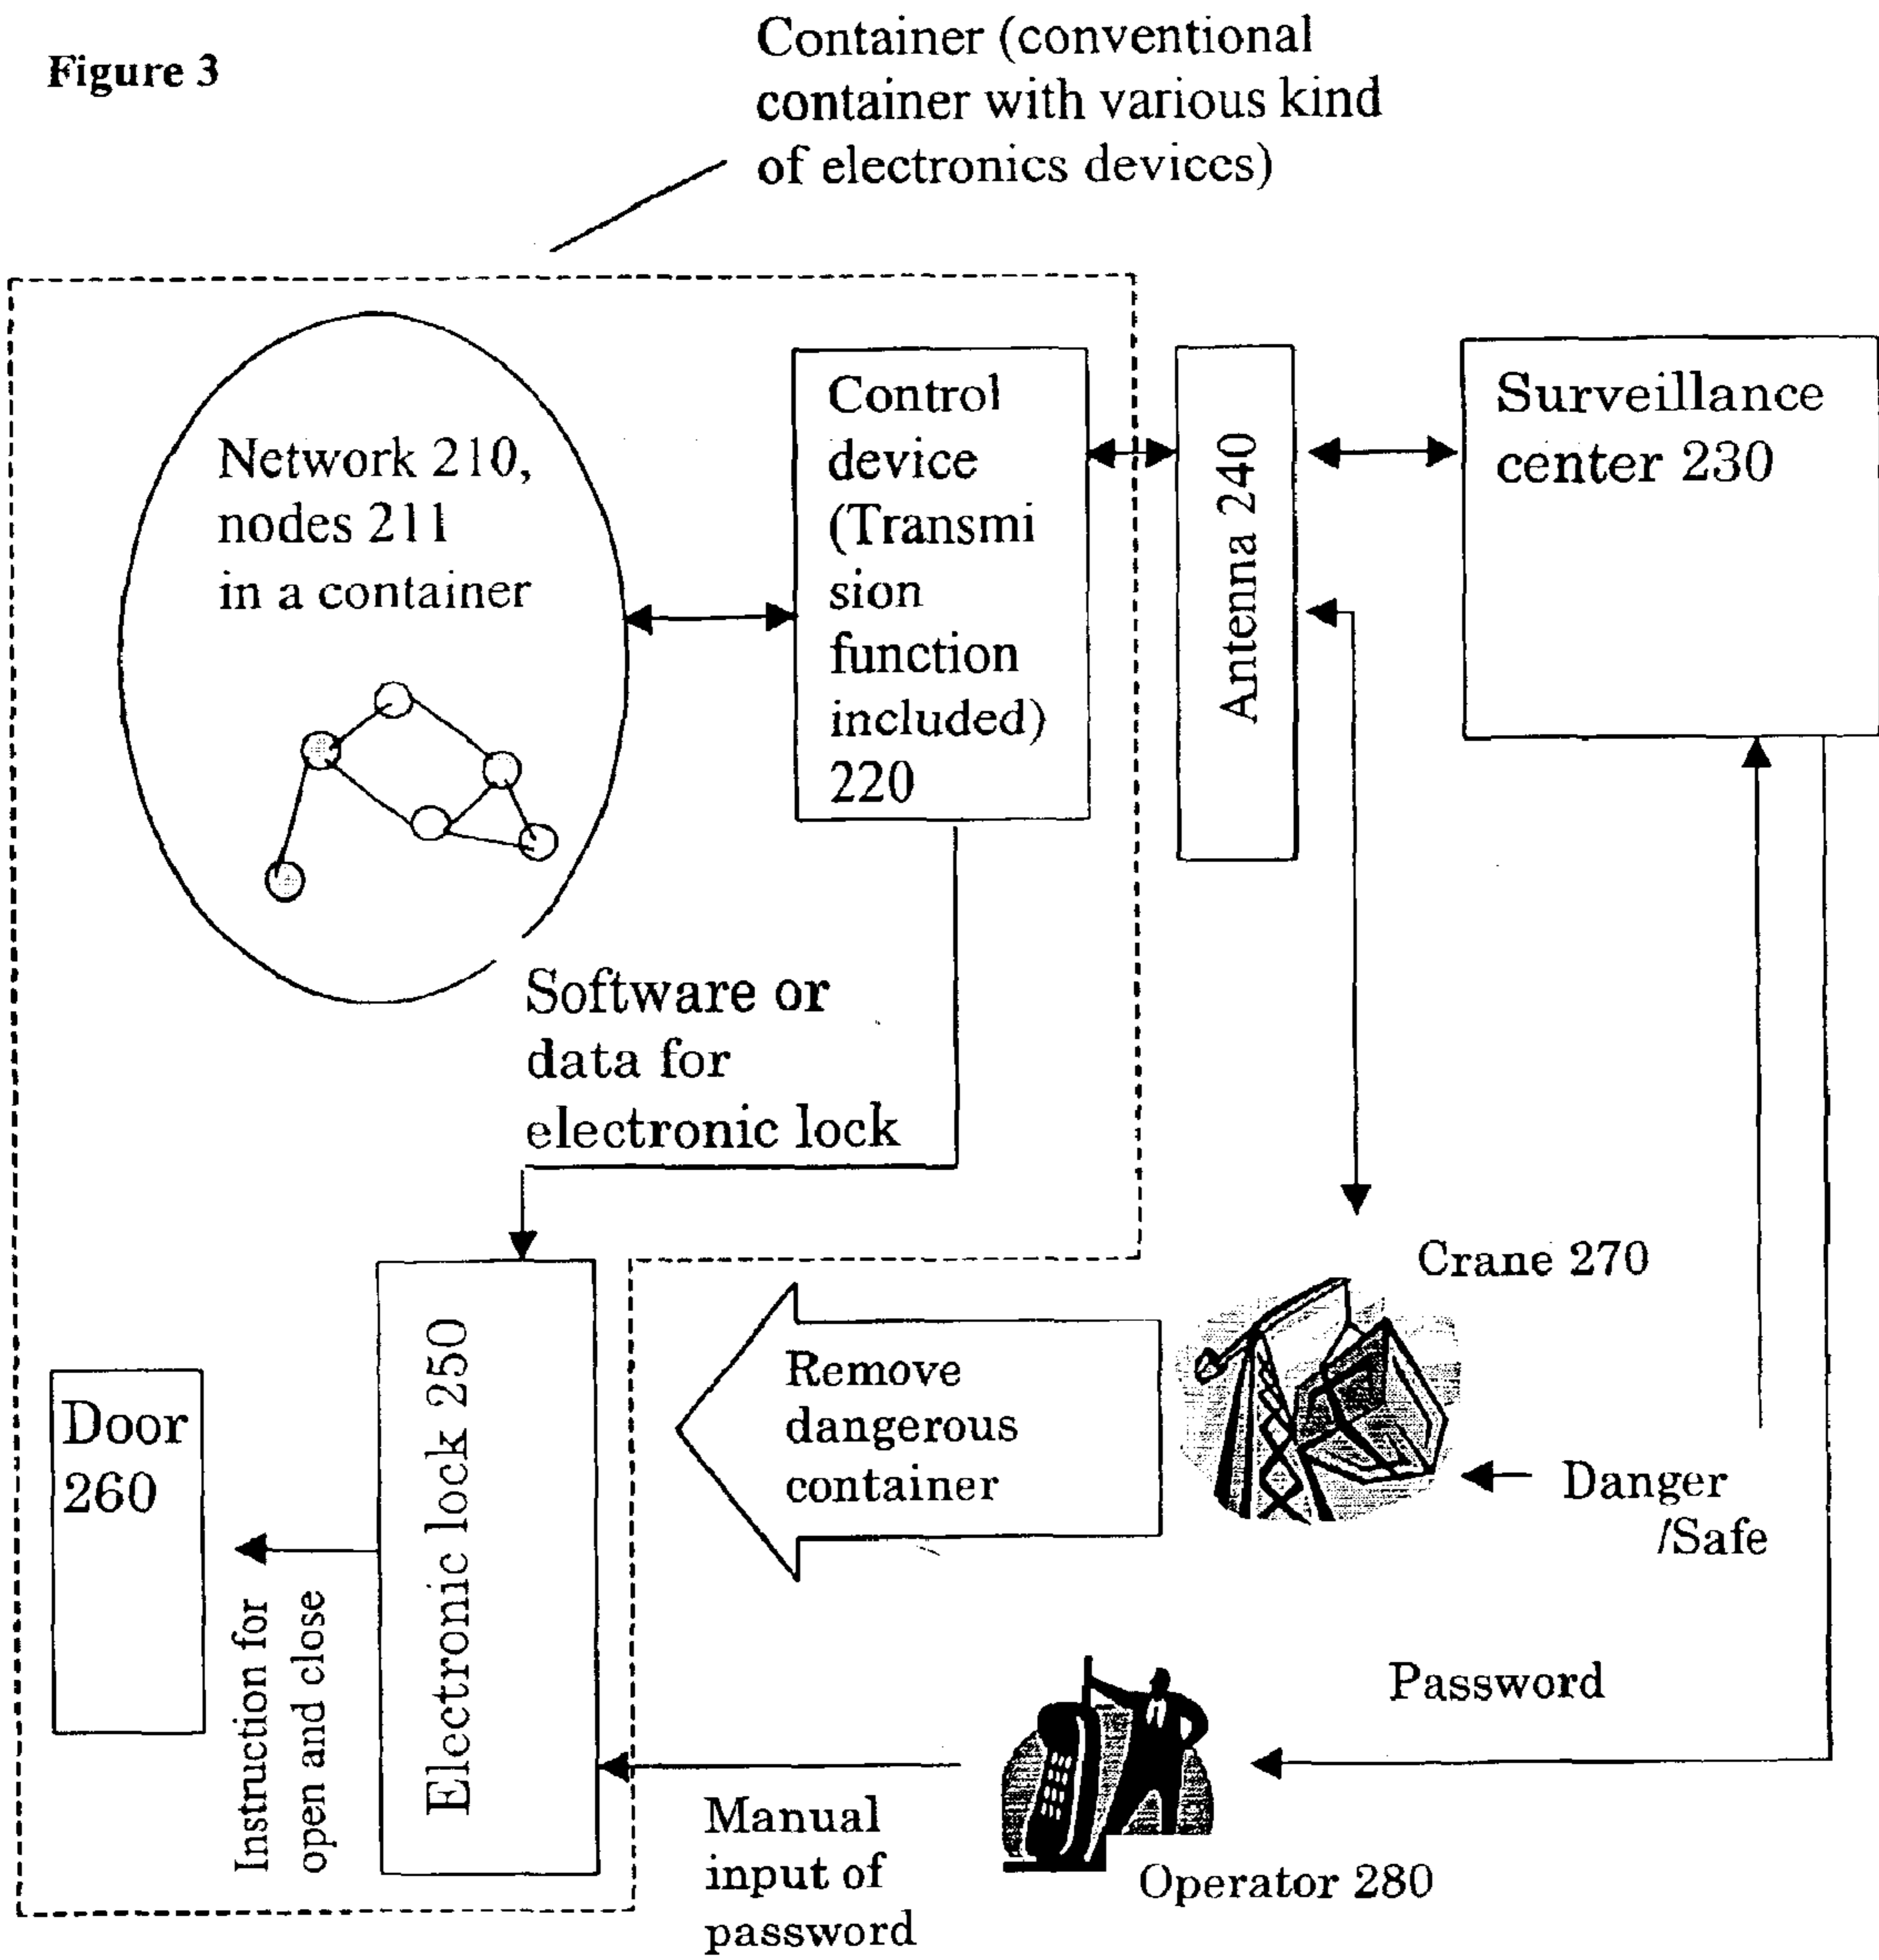 Figure 3
Container (conventional
container with various kind
of electronics devices)
Network 210,
nodes 211
in a container
Control
device
(Transmi
sion
function
included)
220
Antenna 240
Surveillance
center 230
Software or
data for
electronic lock
Crane 270
Remove
dangerous
container
Danger
/Safe
Door
260
Electronic lock 250
Instruction for
open and close
Password
Manual
input of
password
Operator 280